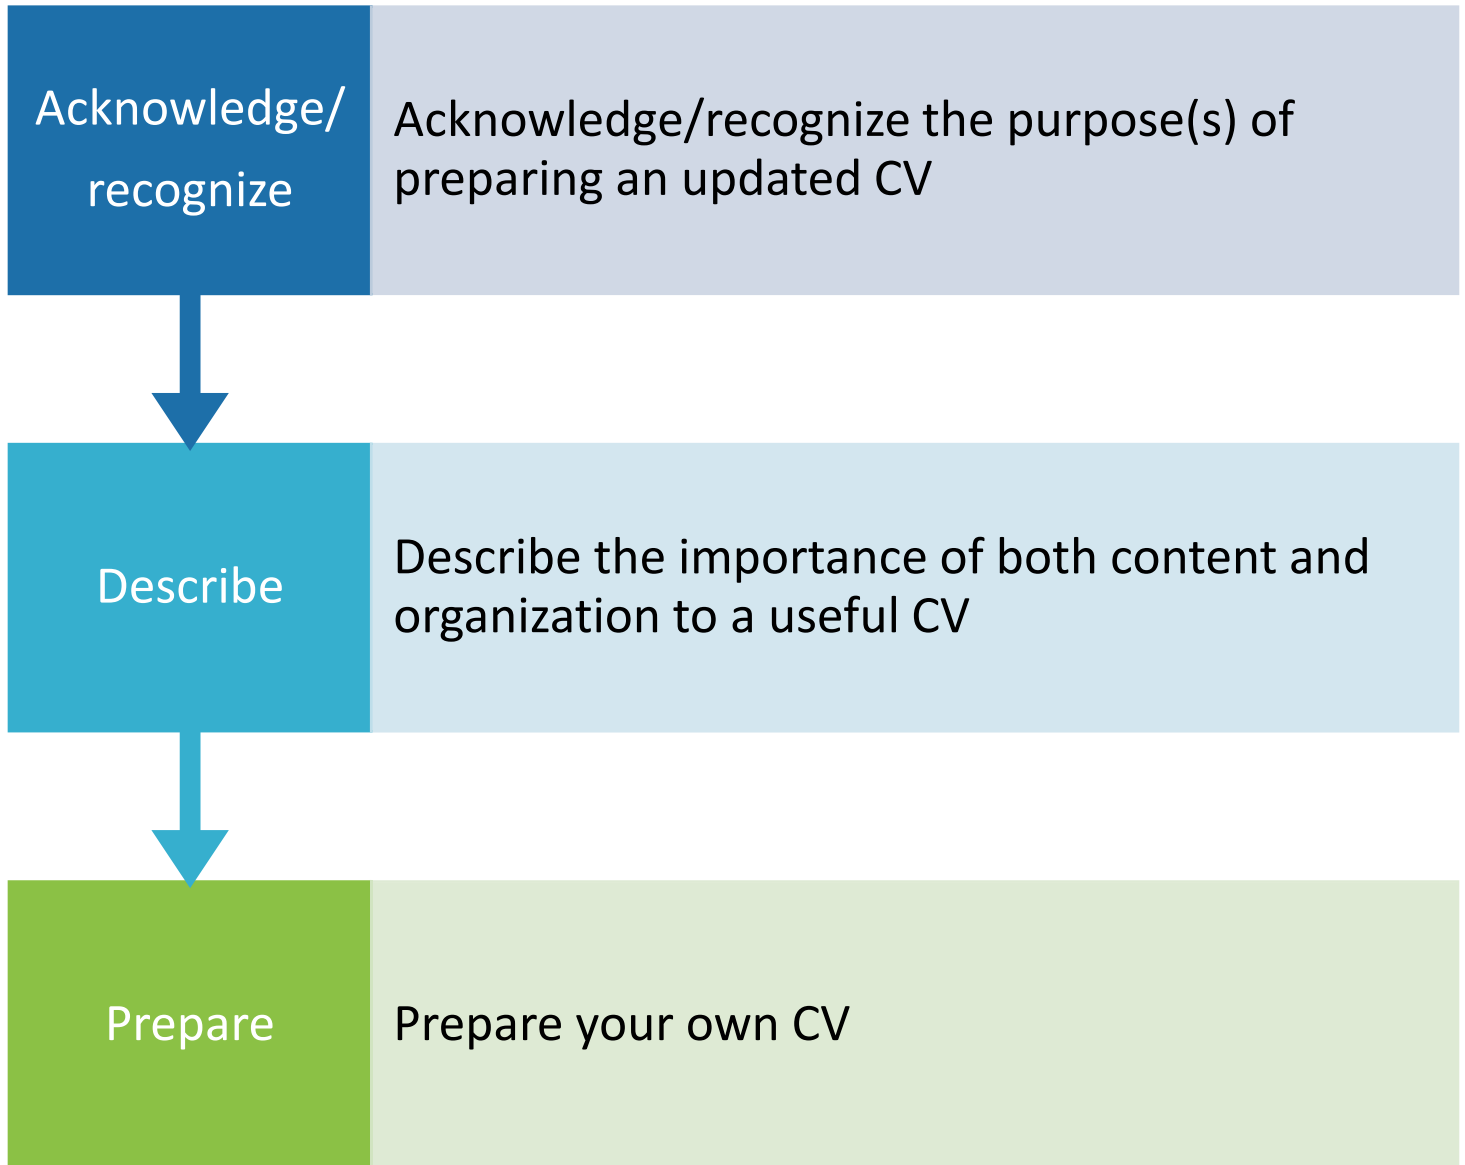 Acknowledge/
recognize
Acknowledge/recognize the purpose(s) of
preparing an updated CV
Describe
Describe the importance of both content and
organization to a useful CV
Prepare
Prepare your own CV